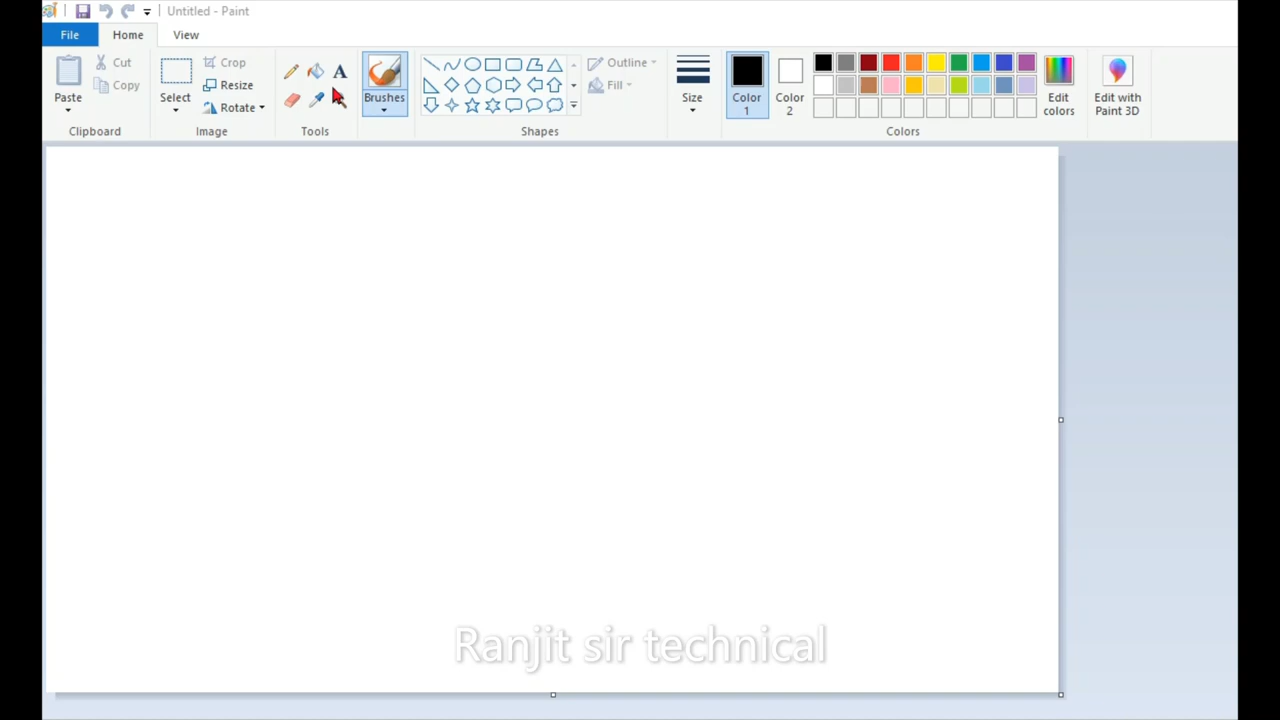 Untitled - Paint
File Home View
Paste
Cut
Copy
Clipboard
Select
Crop
Resize
Rotate
Image
A
Tools
Brushes
Shapes
Outline
Fill
Size
Color 1
Color 2
Colors
Edit colors
Edit with Paint 3D
Ranjit sir technical